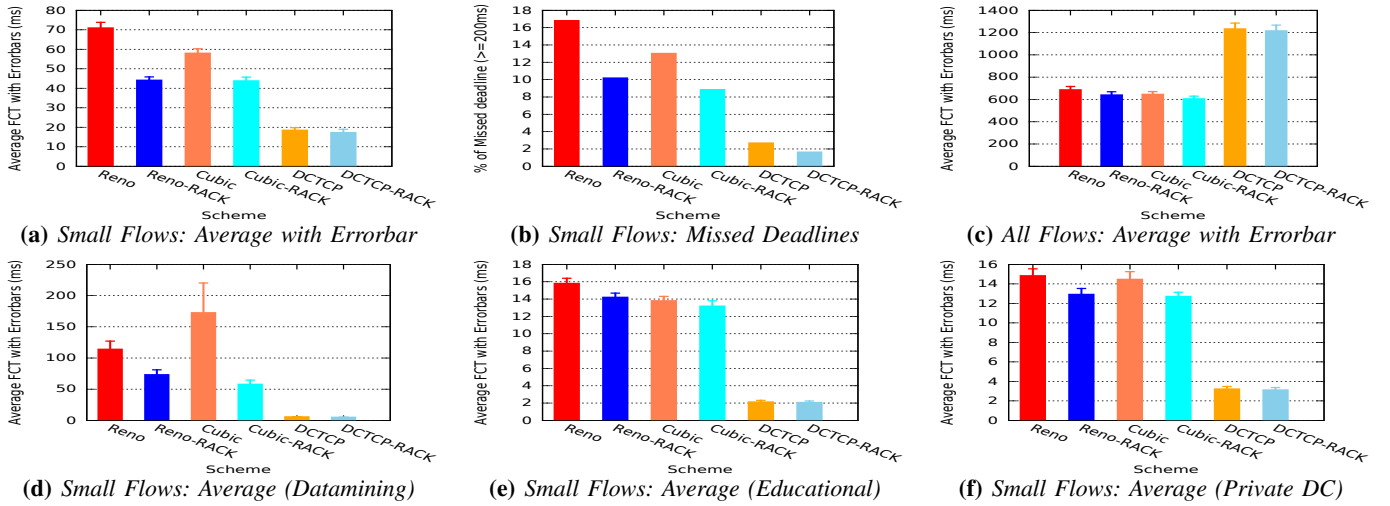 Average FCT with Errorbars (ms)
80
70
60
50
40
30
20
10
0
Reno
Reno-RACK
Cubic
Cubic-RACK
DCTCP
DCTCP-RACK
Scheme
(a) Small Flows: Average with Errorbar
% of Missed deadline (>=200ms)
18
16
14
12
10
8
6
4
2
0
Reno
Reno-RACK
Cubic
Cubic-RACK
DCTCP
DCTCP-RACK
Scheme
(b) Small Flows: Missed Deadlines
Average FCT with Errorbars (ms)
1400
1200
1000
800
600
400
200
0
Reno
Reno-RACK
Cubic
Cubic-RACK
DCTCP
DCTCP-RACK
Scheme
(c) All Flows: Average with Errorbar
Average FCT with Errorbars (ms)
250
200
150
100
50
0
Reno
Reno-RACK
Cubic
Cubic-RACK
DCTCP
DCTCP-RACK
Scheme
(d) Small Flows: Average (Datamining)
Average FCT with Errorbars (ms)
18
16
14
12
10
8
6
4
2
0
Reno
Reno-RACK
Cubic
Cubic-RACK
DCTCP
DCTCP-RACK
Scheme
(e) Small Flows: Average (Educational)
Average FCT with Errorbars (ms)
16
14
12
10
8
6
4
2
0
Reno
Reno-RACK
Cubic
Cubic-RACK
DCTCP
DCTCP-RACK
Scheme
(f) Small Flows: Average (Private DC)